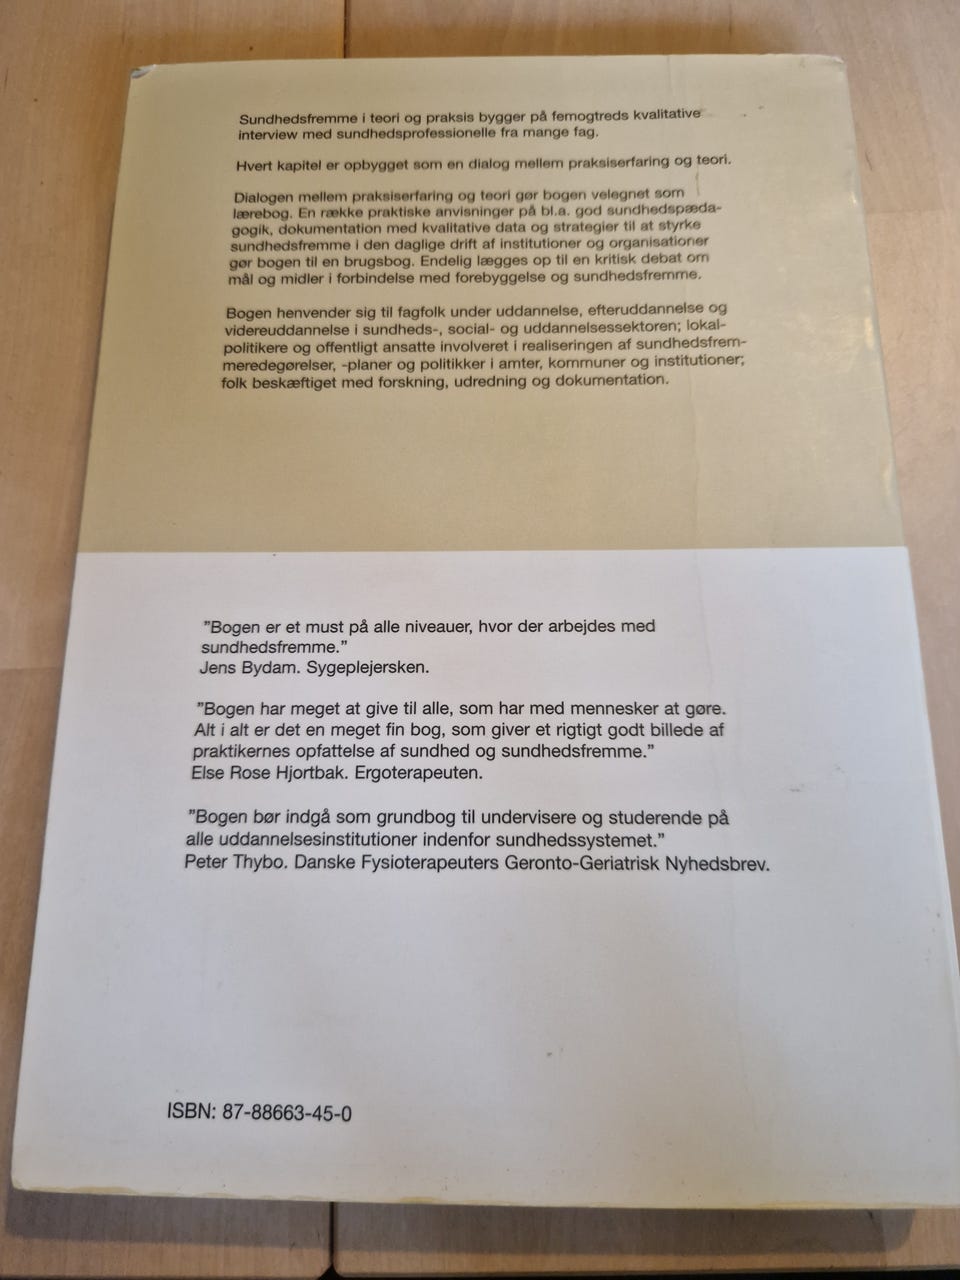 Sundhedsfremme i teori og praksis bygger på femogtreds kvalitative
interview med sundhedsprofessionelle fra mange fag.
Hvert kapitel er opbygget som en dialog mellem praksiserfaring og teori.
Dialogen mellem praksiserfaring og teori gør bogen velegnet som
lærebog. En række praktiske anvisninger på bl.a. god sundhedspæda-
gogik, dokumentation med kvalitative data og strategier til at styrke
sundhedsfremme i den daglige drift af institutioner og organisationer
gør bogen til en brugsbog. Endelig lægges op til en kritisk debat om
mål og midler i forbindelse med forebyggelse og sundhedsfremme.
Bogen henvender sig til fagfolk under uddannelse, efteruddannelse og
videreuddannelse i sundheds-, social- og uddannelsessektoren; lokal-
politikere og offentligt ansatte involveret i realiseringen af sundhedsfrem-
meredegørelser, -planer og politikker i amter, kommuner og institutioner;
folk beskæftiget med forskning, udredning og dokumentation.
”Bogen er et must på alle niveauer, hvor der arbejdes med
sundhedsfremme.”
Jens Bydam. Sygeplejersken.
”Bogen har meget at give til alle, som har med mennesker at gøre.
Alt i alt er det en meget fin bog, som giver et rigtigt godt billede af
praktikernes opfattelse af sundhed og sundhedsfremme.”
Else Rose Hjortbak. Ergoterapeuten.
”Bogen bør indgå som grundbog til undervisere og studerende på
alle uddannelsesinstitutioner indenfor sundhedssystemet.”
Peter Thybo. Danske Fysioterapeuters Geronto-Geriatrisk Nyhedsbrev.
ISBN: 87-88663-45-0